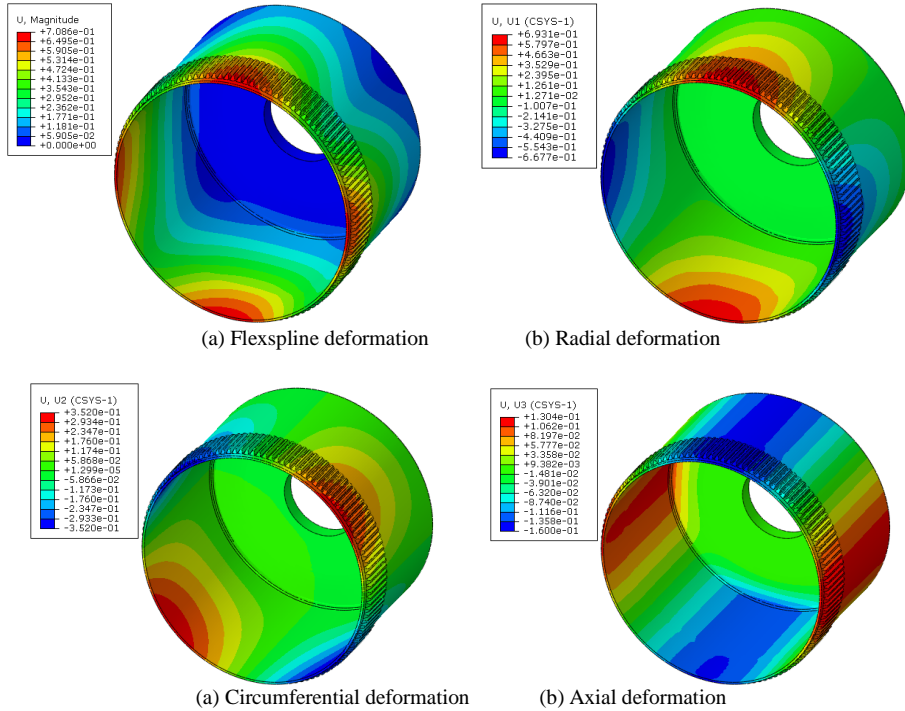 U, Magnitude
+7.086e-01
+6.495e-01
+5.905e-01
+5.314e-01
+4.724e-01
+4.133e-01
+3.543e-01
+2.952e-01
+2.362e-01
+1.771e-01
+1.181e-01
+5.905e-02
+0.000e+00
U, U1 (CSYS-1)
+6.931e-01
+5.797e-01
+4.663e-01
+3.529e-01
+2.395e-01
+1.261e-01
+1.271e-02
-1.007e-01
-2.141e-01
-3.275e-01
-4.409e-01
-5.543e-01
-6.677e-01
(a) Flexspline deformation
(b) Radial deformation
U, U2 (CSYS-1)
+3.520e-01
+2.934e-01
+2.347e-01
+1.760e-01
+1.174e-01
+5.868e-02
+1.299e-05
-5.866e-02
-1.173e-01
-1.760e-01
-2.347e-01
-2.933e-01
-3.520e-01
U, U3 (CSYS-1)
+1.304e-01
+1.062e-01
+8.197e-02
+5.777e-02
+3.358e-02
+9.382e-03
-1.481e-02
-3.901e-02
-6.320e-02
-8.740e-02
-1.116e-01
-1.358e-01
-1.600e-01
(a) Circumferential deformation
(b) Axial deformation